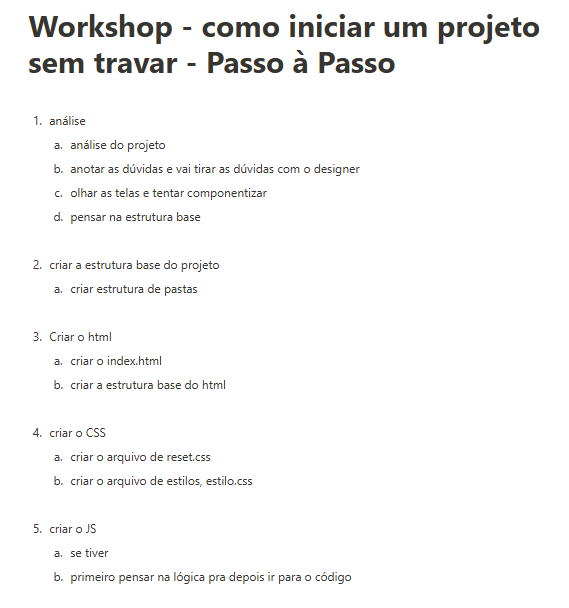 Workshop - como iniciar um projeto
sem travar - Passo à Passo
1. análise
a. análise do projeto
b. anotar as dúvidas e vai tirar as dúvidas com o designer
c. olhar as telas e tentar componentizar
d. pensar na estrutura base
2. criar a estrutura base do projeto
a. criar estrutura de pastas
3. Criar o html
a. criar o index.html
b. criar a estrutura base do html
4. criar o CSS
a. criar o arquivo de reset.css
b. criar o arquivo de estilos, estilo.css
5. criar o JS
a. se tiver
b. primeiro pensar na lógica pra depois ir para o código